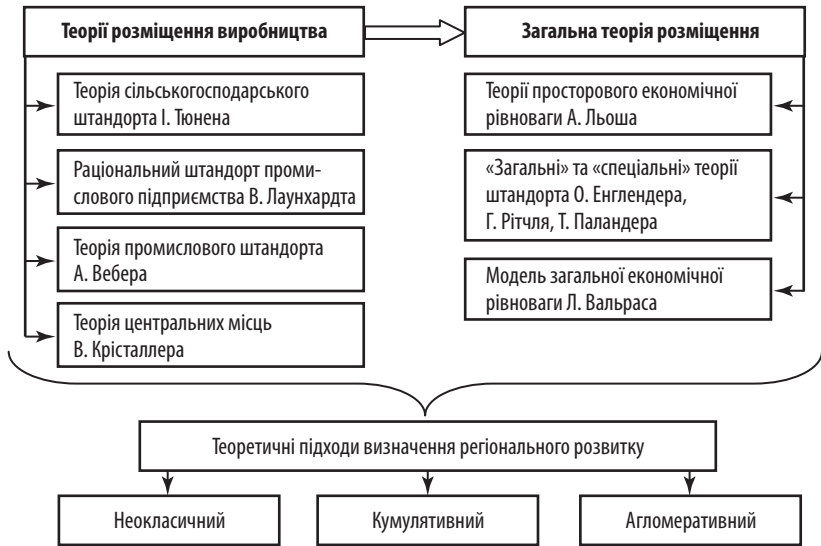 Теорії розміщення виробництва
Загальна теорія розміщення
Теорія сільськогосподарського
штандорта І. Тюнена
Раціональний штандорт проми-
слового підприємства В. Лаунхардта
Теорія промислового штандорта
А. Вебера
Теорія центральних місць
В. Крісталлера
Теорії просторового економічної
рівноваги А. Льоша
«Загальні» та «спеціальні» теорії
штандорта О. Енглендера,
Г. Рітчля, Т. Паландера
Модель загальної економічної
рівноваги Л. Вальраса
Теоретичні підходи визначення регіонального розвитку
Неокласичний
Кумулятивний
Агломеративний